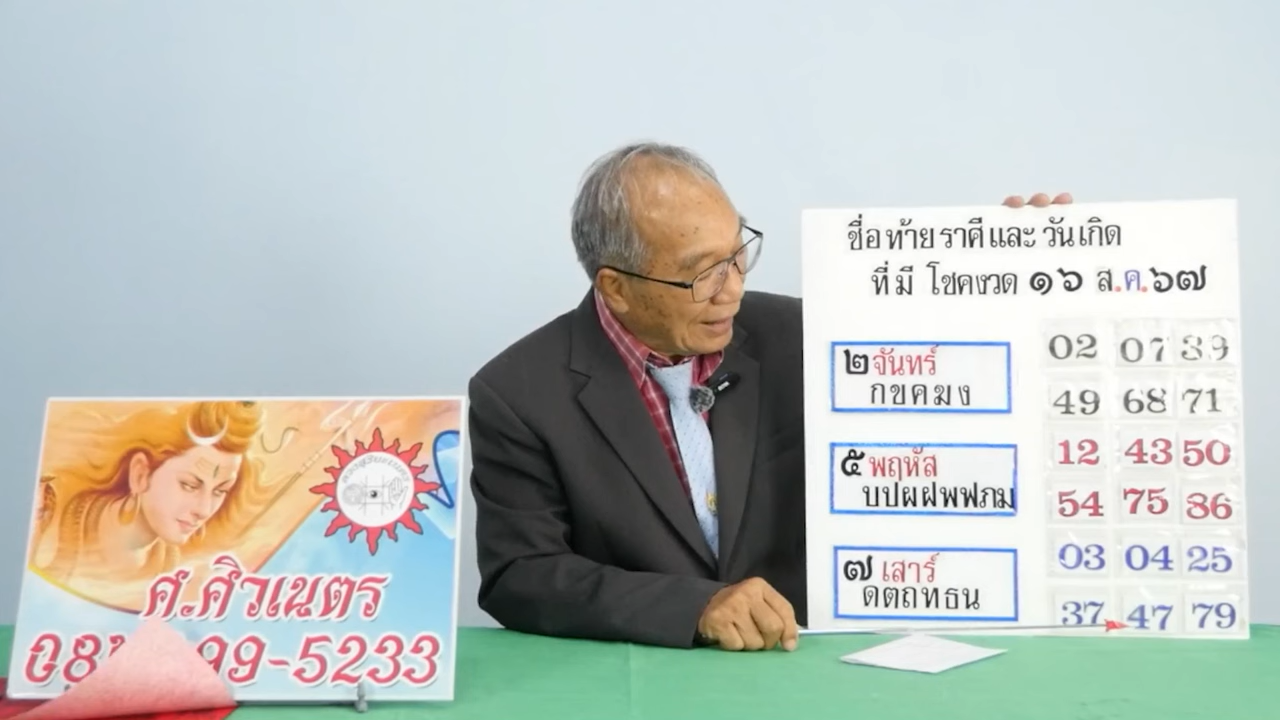 ศ.ศิวเนตร
99-5233
ชื่อท้ายราศีและ วันเกิด
ที่มี โชคงวด ๑๖ ส.ค.๖๗
๒ จันทร์
กขคฆง
02 07 39
49 68 71
๕ พฤหัส
บปผฝพฟภม
12 43 50
54 75 86
๗ เสาร์
ดตถทธน
03 04 25
37 47 79